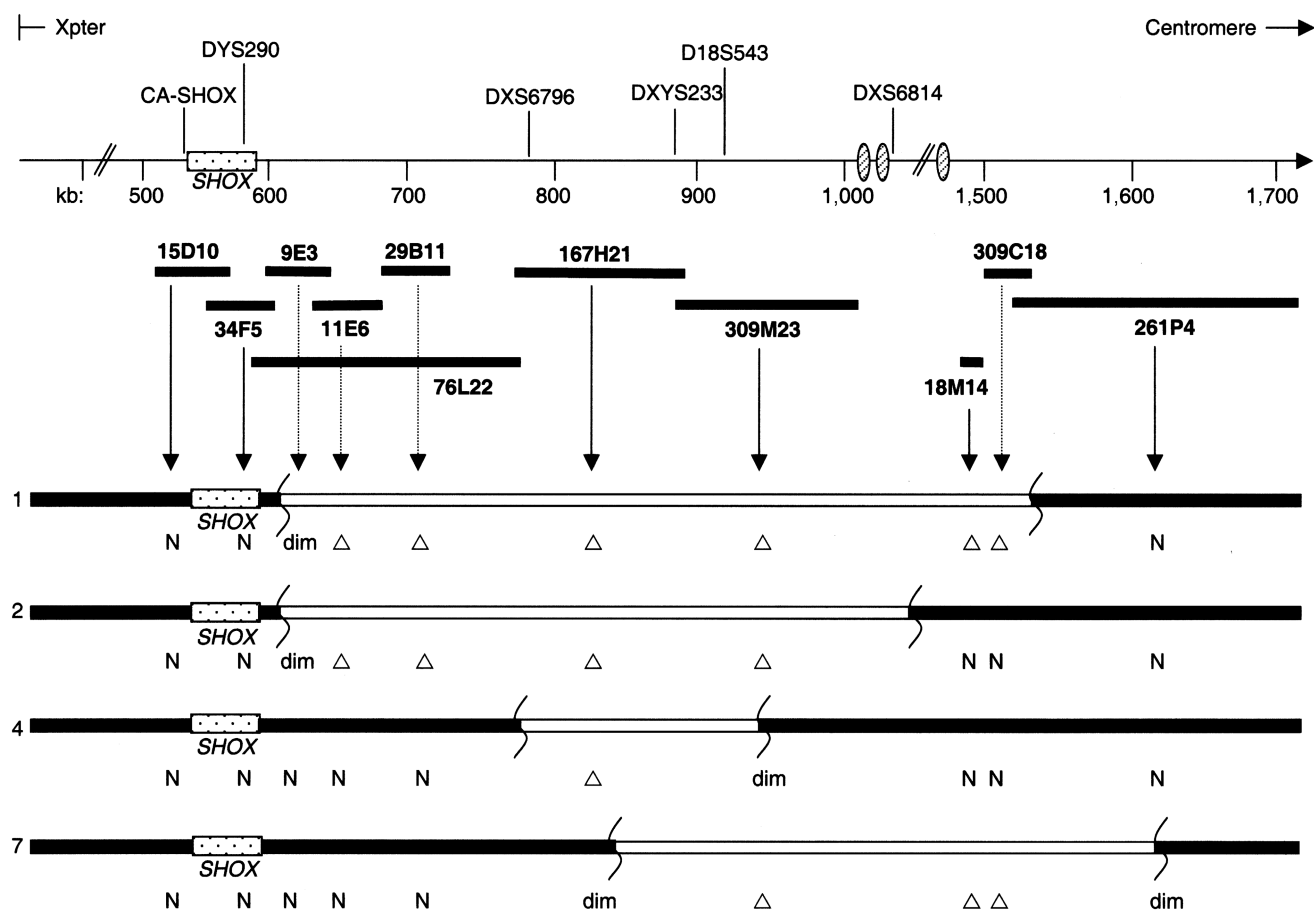 Xpter Centromere
DYS290 D18S543
CA-SHOX DXS6796 DXYS233 DXS6814
SHOX
kb: 500 600 700 800 900 1,000 1,500 1,600 1,700
15D10 9E3 29B11 167H21 309C18
34F5 11E6 309M23 261P4
76L22 18M14
1
SHOX
N N dim △ △ △ △ △ △ N
2
SHOX
N N dim △ △ △ △ N N N
4
SHOX
N N N N N △ dim N N N
7
SHOX
N N N N N dim △ △ △ dim